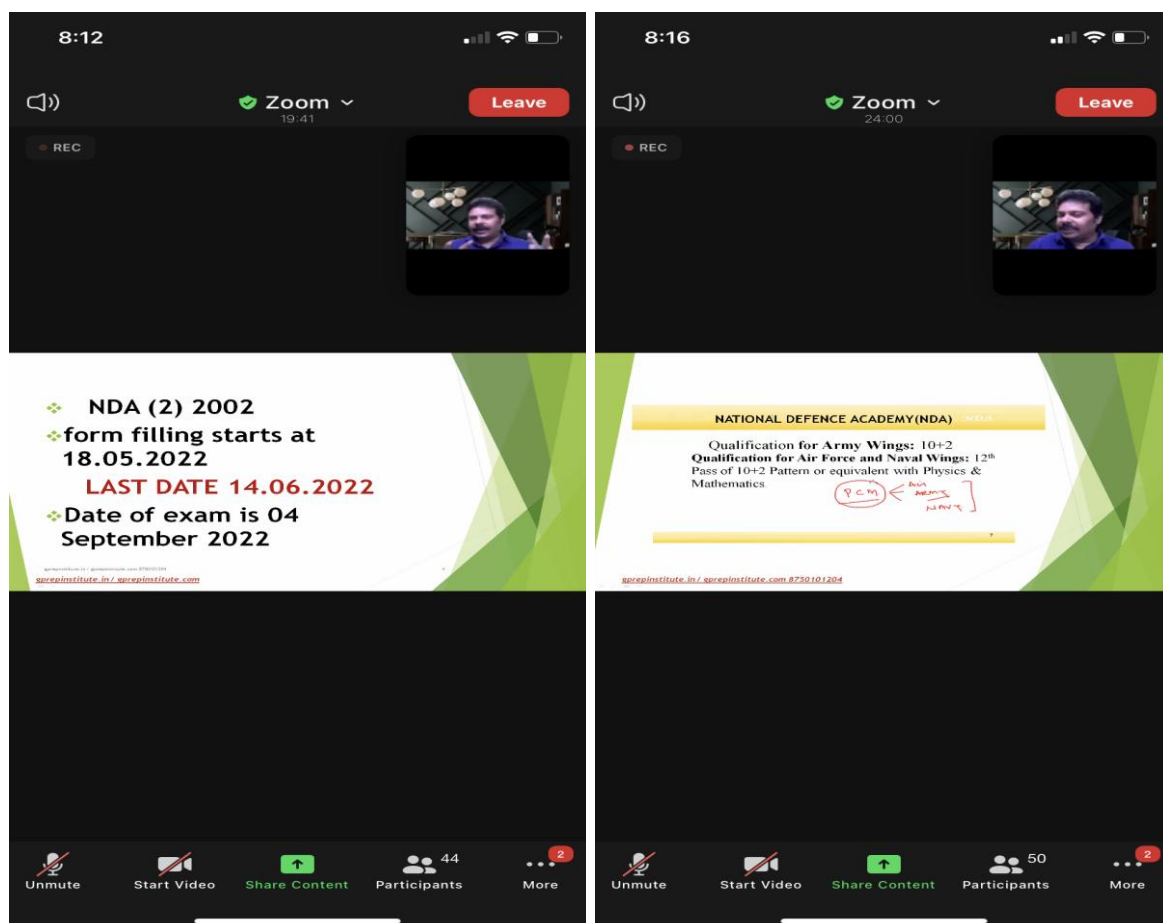 8:12
Zoom
19:41
Leave
REC
NDA (2) 2002
form filling starts at
18.05.2022
LAST DATE 14.06.2022
Date of exam is 04
September 2022
gprepinstitute.in / gprepinstitute.com
Unmute
Start Video
Share Content
44
Participants
2
More
8:16
Zoom
24:00
Leave
REC
NATIONAL DEFENCE ACADEMY(NDA)
Qualification for Army Wings: 10+2
Qualification for Air Force and Naval Wings: 12th
Pass of 10+2 Pattern or equivalent with Physics &
Mathematics
PCM
ARMY
NAVY
gprepinstitute.in / gprepinstitute.com 8750101204
Unmute
Start Video
Share Content
50
Participants
2
More